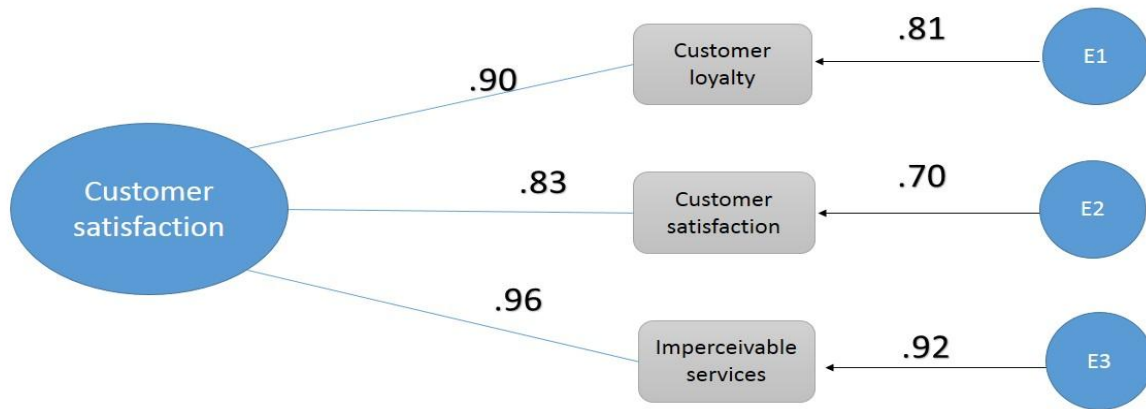 Customer
loyalty
.81
E1
.90
Customer
satisfaction
.83
Customer
satisfaction
.70
E2
.96
Imperceivable
services
.92
E3